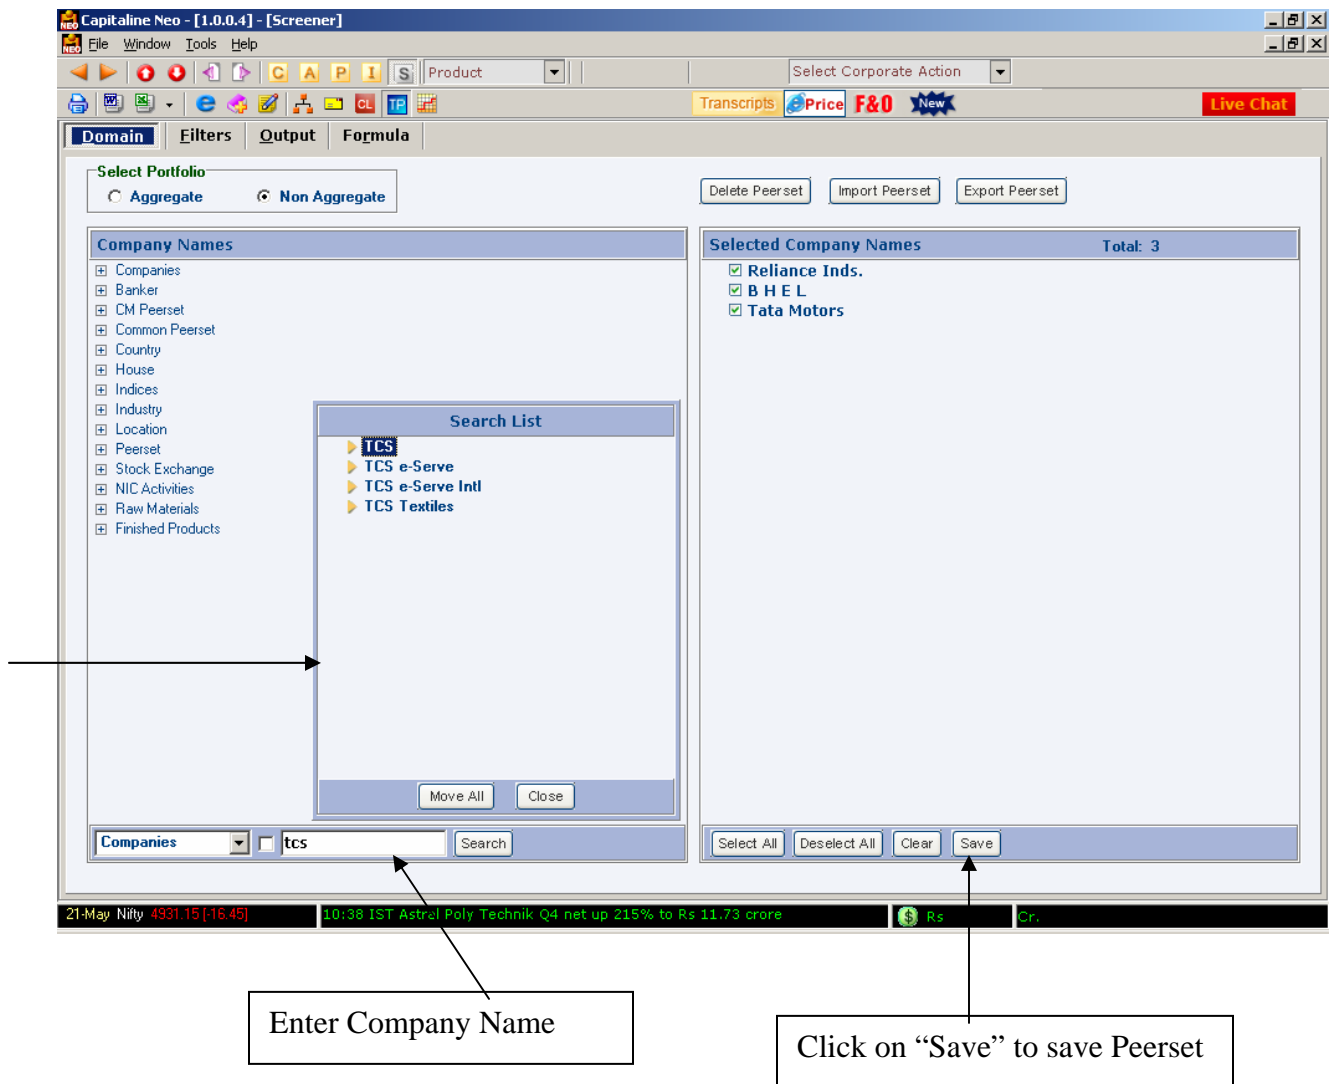 Capitaline Neo - [1.0.0.4] - [Screener]
File Window Tools Help
C A P I S Product Select Corporate Action
CL TP Transcripts Price F&O New Live Chat
Domain Filters Output Formula
Select Portfolio
Aggregate Non Aggregate
Delete Peerset Import Peerset Export Peerset
Company Names
Companies
Banker
CM Peerset
Common Peerset
Country
House
Indices
Industry
Location
Peerset
Stock Exchange
NIC Activities
Raw Materials
Finished Products
Search List
TCS
TCS e-Serve
TCS e-Serve Intl
TCS Textiles
Move All Close
Companies tcs Search
Selected Company Names Total: 3
Reliance Inds.
B H E L
Tata Motors
Select All Deselect All Clear Save
21-May Nifty 4931.15 [-16.45] 10:38 IST Astral Poly Technik Q4 net up 215% to Rs 11.73 crore $ Rs Cr.
Enter Company Name
Click on “Save” to save Peerset